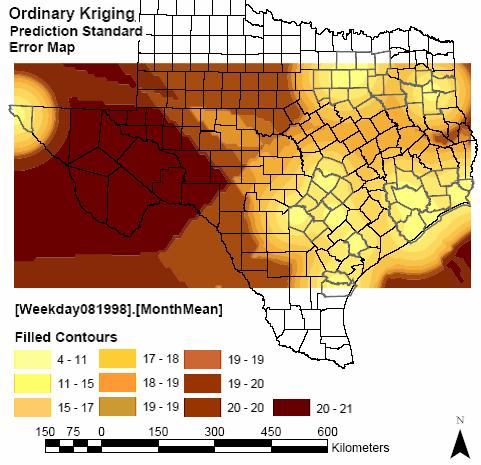 Ordinary Kriging
Prediction Standard
Error Map
[Weekday081998].[MonthMean]
Filled Contours
4 - 11
17 - 18
19 - 19
11 - 15
18 - 19
19 - 20
15 - 17
19 - 19
20 - 20
20 - 21
150 75 0 150 300 450 600
Kilometers
N